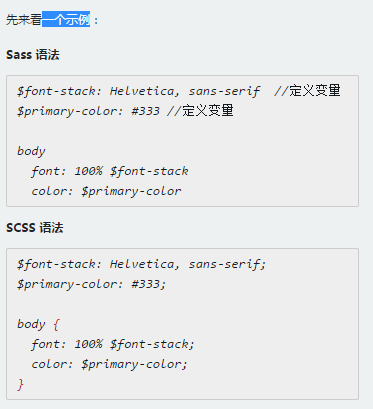 先来看一个示例：
Sass 语法
$font-stack: Helvetica, sans-serif  //定义变量
$primary-color: #333 //定义变量
body
  font: 100% $font-stack
  color: $primary-color
SCSS 语法
$font-stack: Helvetica, sans-serif;
$primary-color: #333;
body {
  font: 100% $font-stack;
  color: $primary-color;
}